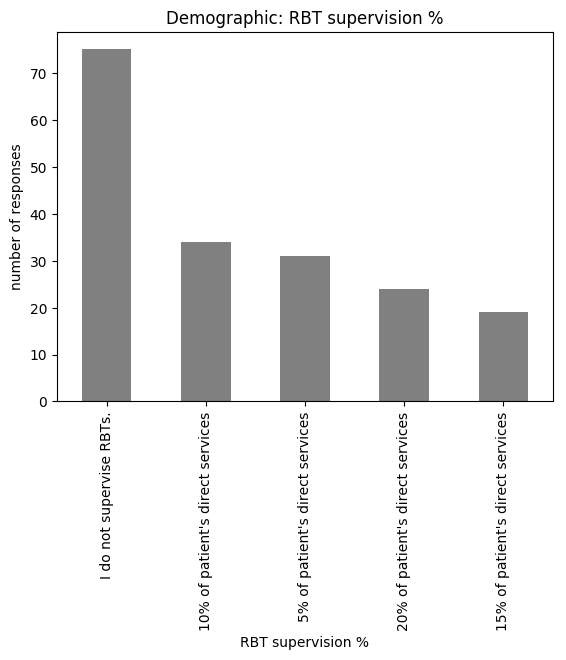 Demographic: RBT supervision %
number of responses
70
60
50
40
30
20
10
0
I do not supervise RBTs.
10% of patient's direct services
5% of patient's direct services
20% of patient's direct services
15% of patient's direct services
RBT supervision %